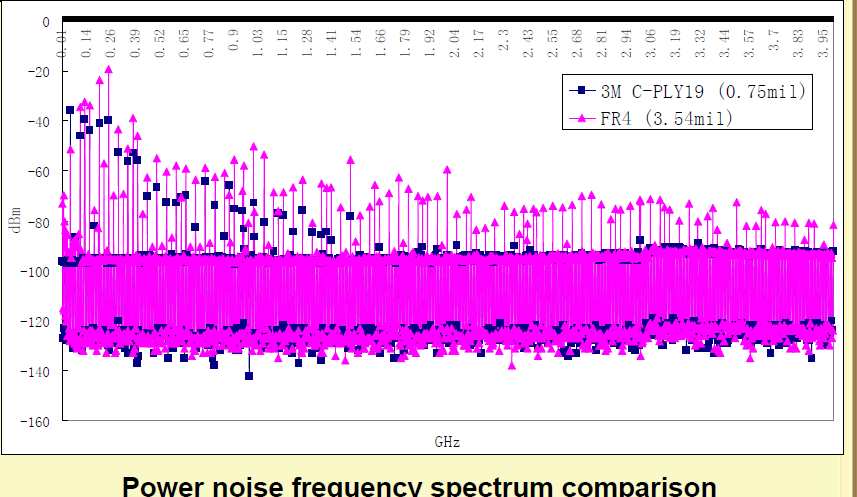 0
0.01 0.14 0.26 0.39 0.52 0.65 0.77 0.9 1.03 1.15 1.28 1.41 1.54 1.66 1.79 1.92 2.04 2.17 2.3 2.43 2.55 2.68 2.81 2.94 3.06 3.19 3.32 3.44 3.57 3.7 3.83 3.95
-20
3M C-PLY19 (0.75mil)
FR4 (3.54mil)
-40
-60
-80
dBm
-100
-120
-140
-160
GHz
Power noise frequency spectrum comparison